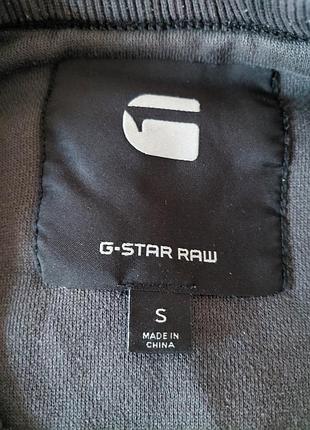 G-STAR RAW
S
MADE IN
CHINA